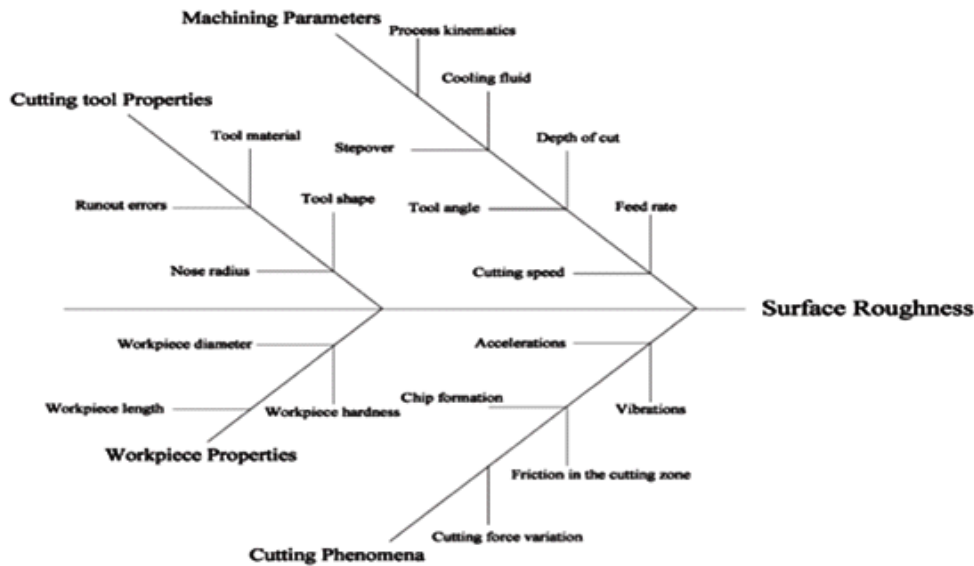 Machining Parameters
Process kinematics
Cooling fluid
Cutting tool Properties
Tool material
Stepover
Depth of cut
Runout errors
Tool shape
Tool angle
Feed rate
Nose radius
Cutting speed
Surface Roughness
Workpiece diameter
Accelerations
Workpiece length
Workpiece hardness
Chip formation
Vibrations
Workpiece Properties
Friction in the cutting zone
Cutting force variation
Cutting Phenomena